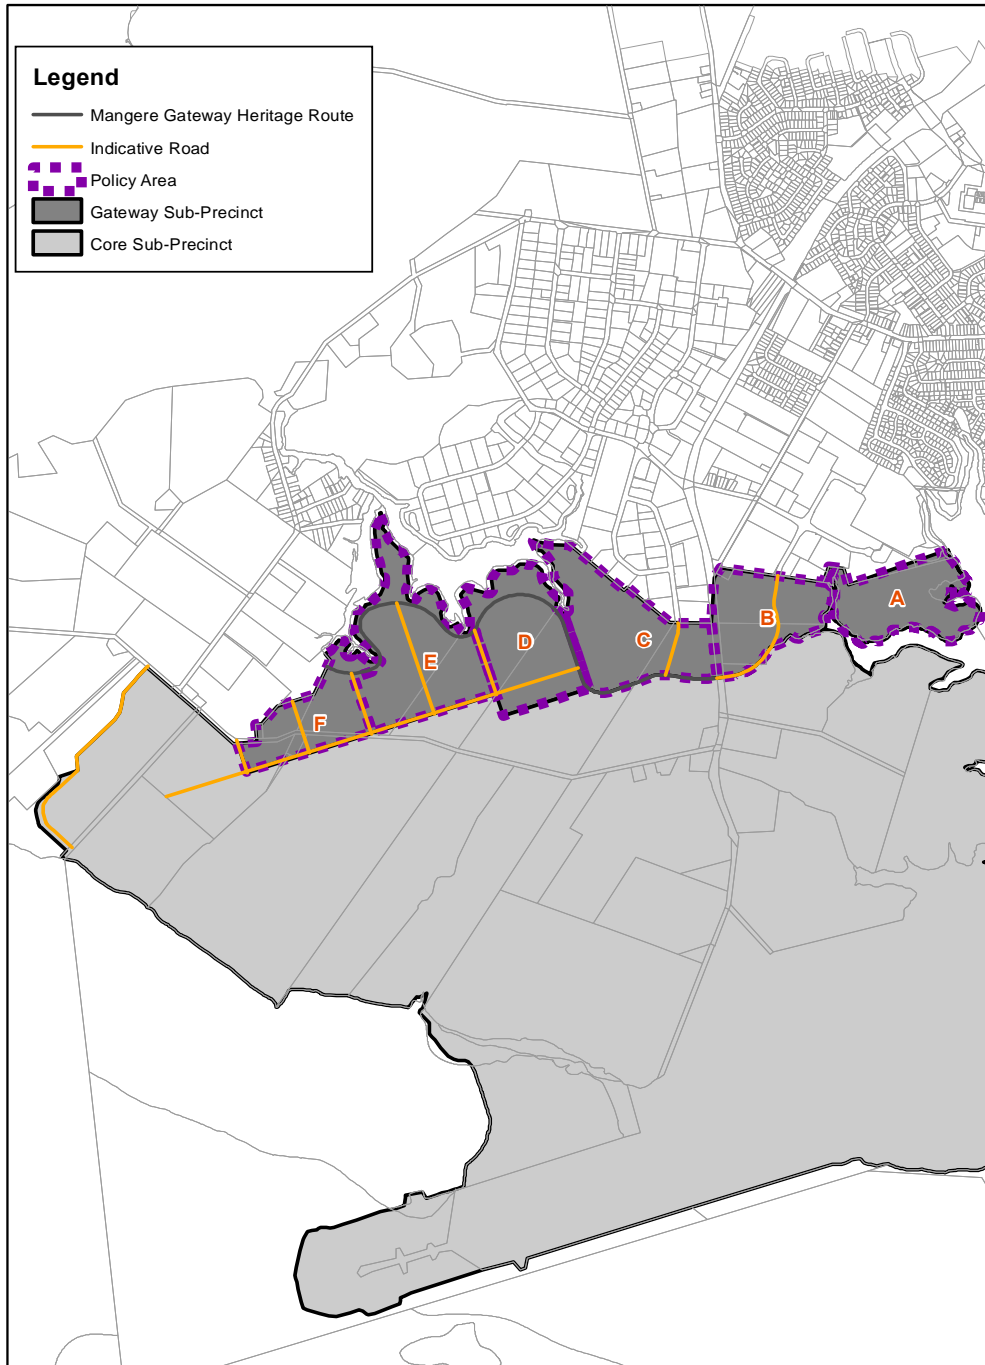 Legend
Mangere Gateway Heritage Route
Indicative Road
Policy Area
Gateway Sub-Precinct
Core Sub-Precinct
A
B
C
D
E
F